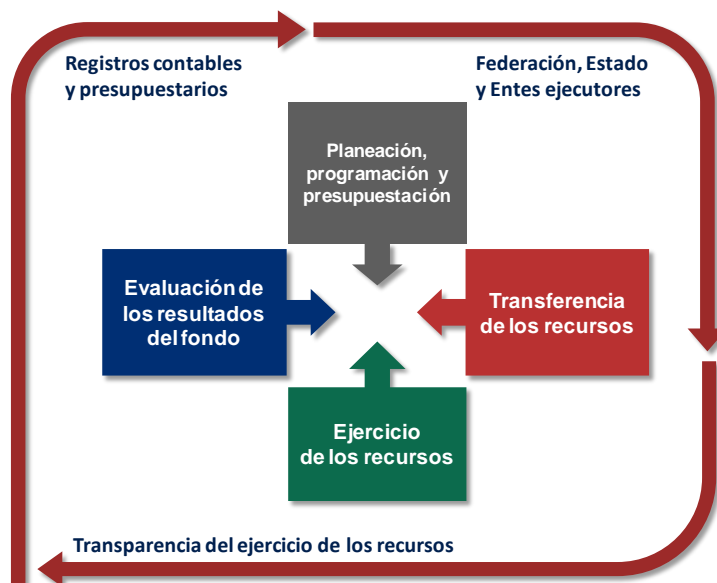 Registros contables
y presupuestarios
Federación, Estado
y Entes ejecutores
Planeación,
programación y
presupuestación
Evaluación de
los resultados
del fondo
Transferencia
de los recursos
Ejercicio
de los recursos
Transparencia del ejercicio de los recursos